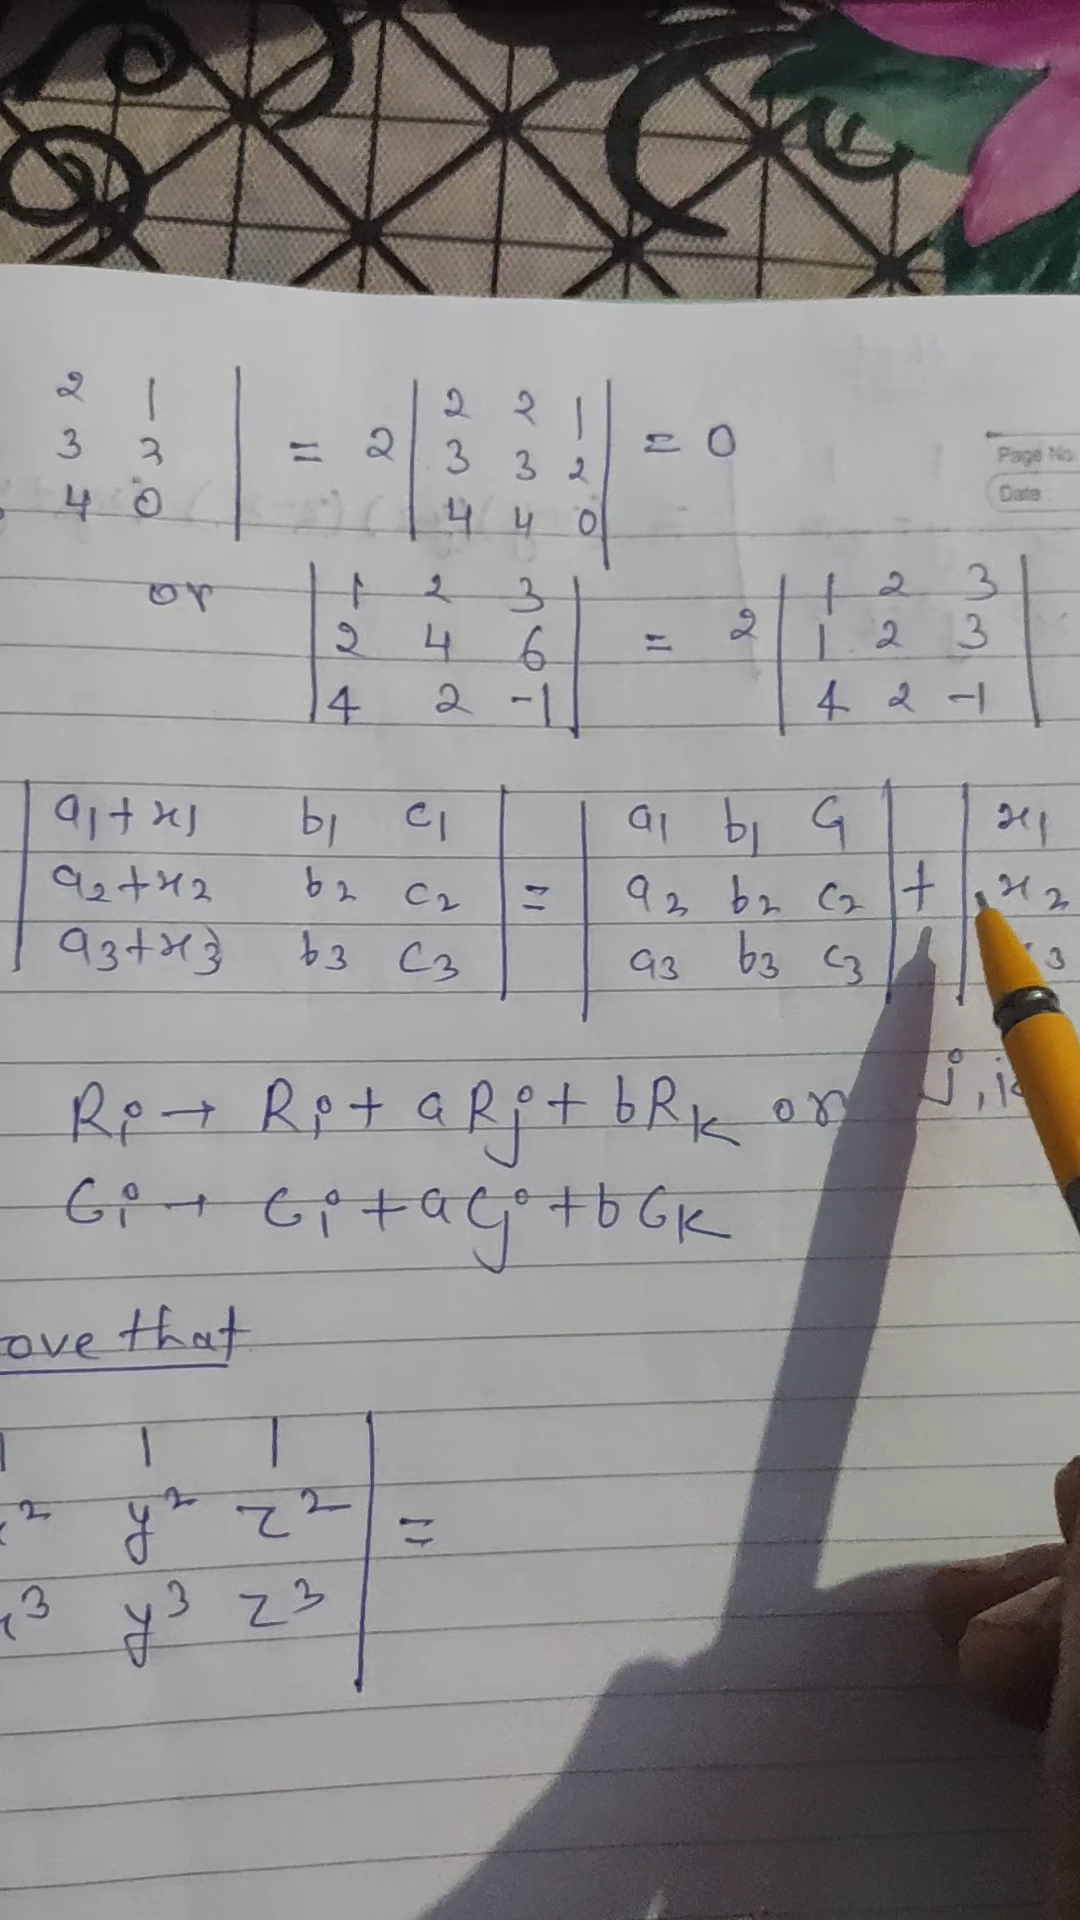 2 1 | = 2 | 2 2 1 | = 0
3 2 | 3 3 2
4 0 | 4 4 0
Page No.
Date
or | 1 2 3 | = 2 | 1 2 3 |
2 4 6 | 1 2 3
4 2 -1 | 4 2 -1
| a1+x1 b1 c1 | = | a1 b1 c1 | + | x1
a2+x2 b2 c2 | a2 b2 c2 | x2
a3+x3 b3 c3 | a3 b3 c3 | 3
Ri → Ri + aRj + bRk or j,k
Ci → Ci + aCj + bCk
ove that
1 1 1 | =
2 y² z²
3 y³ z³